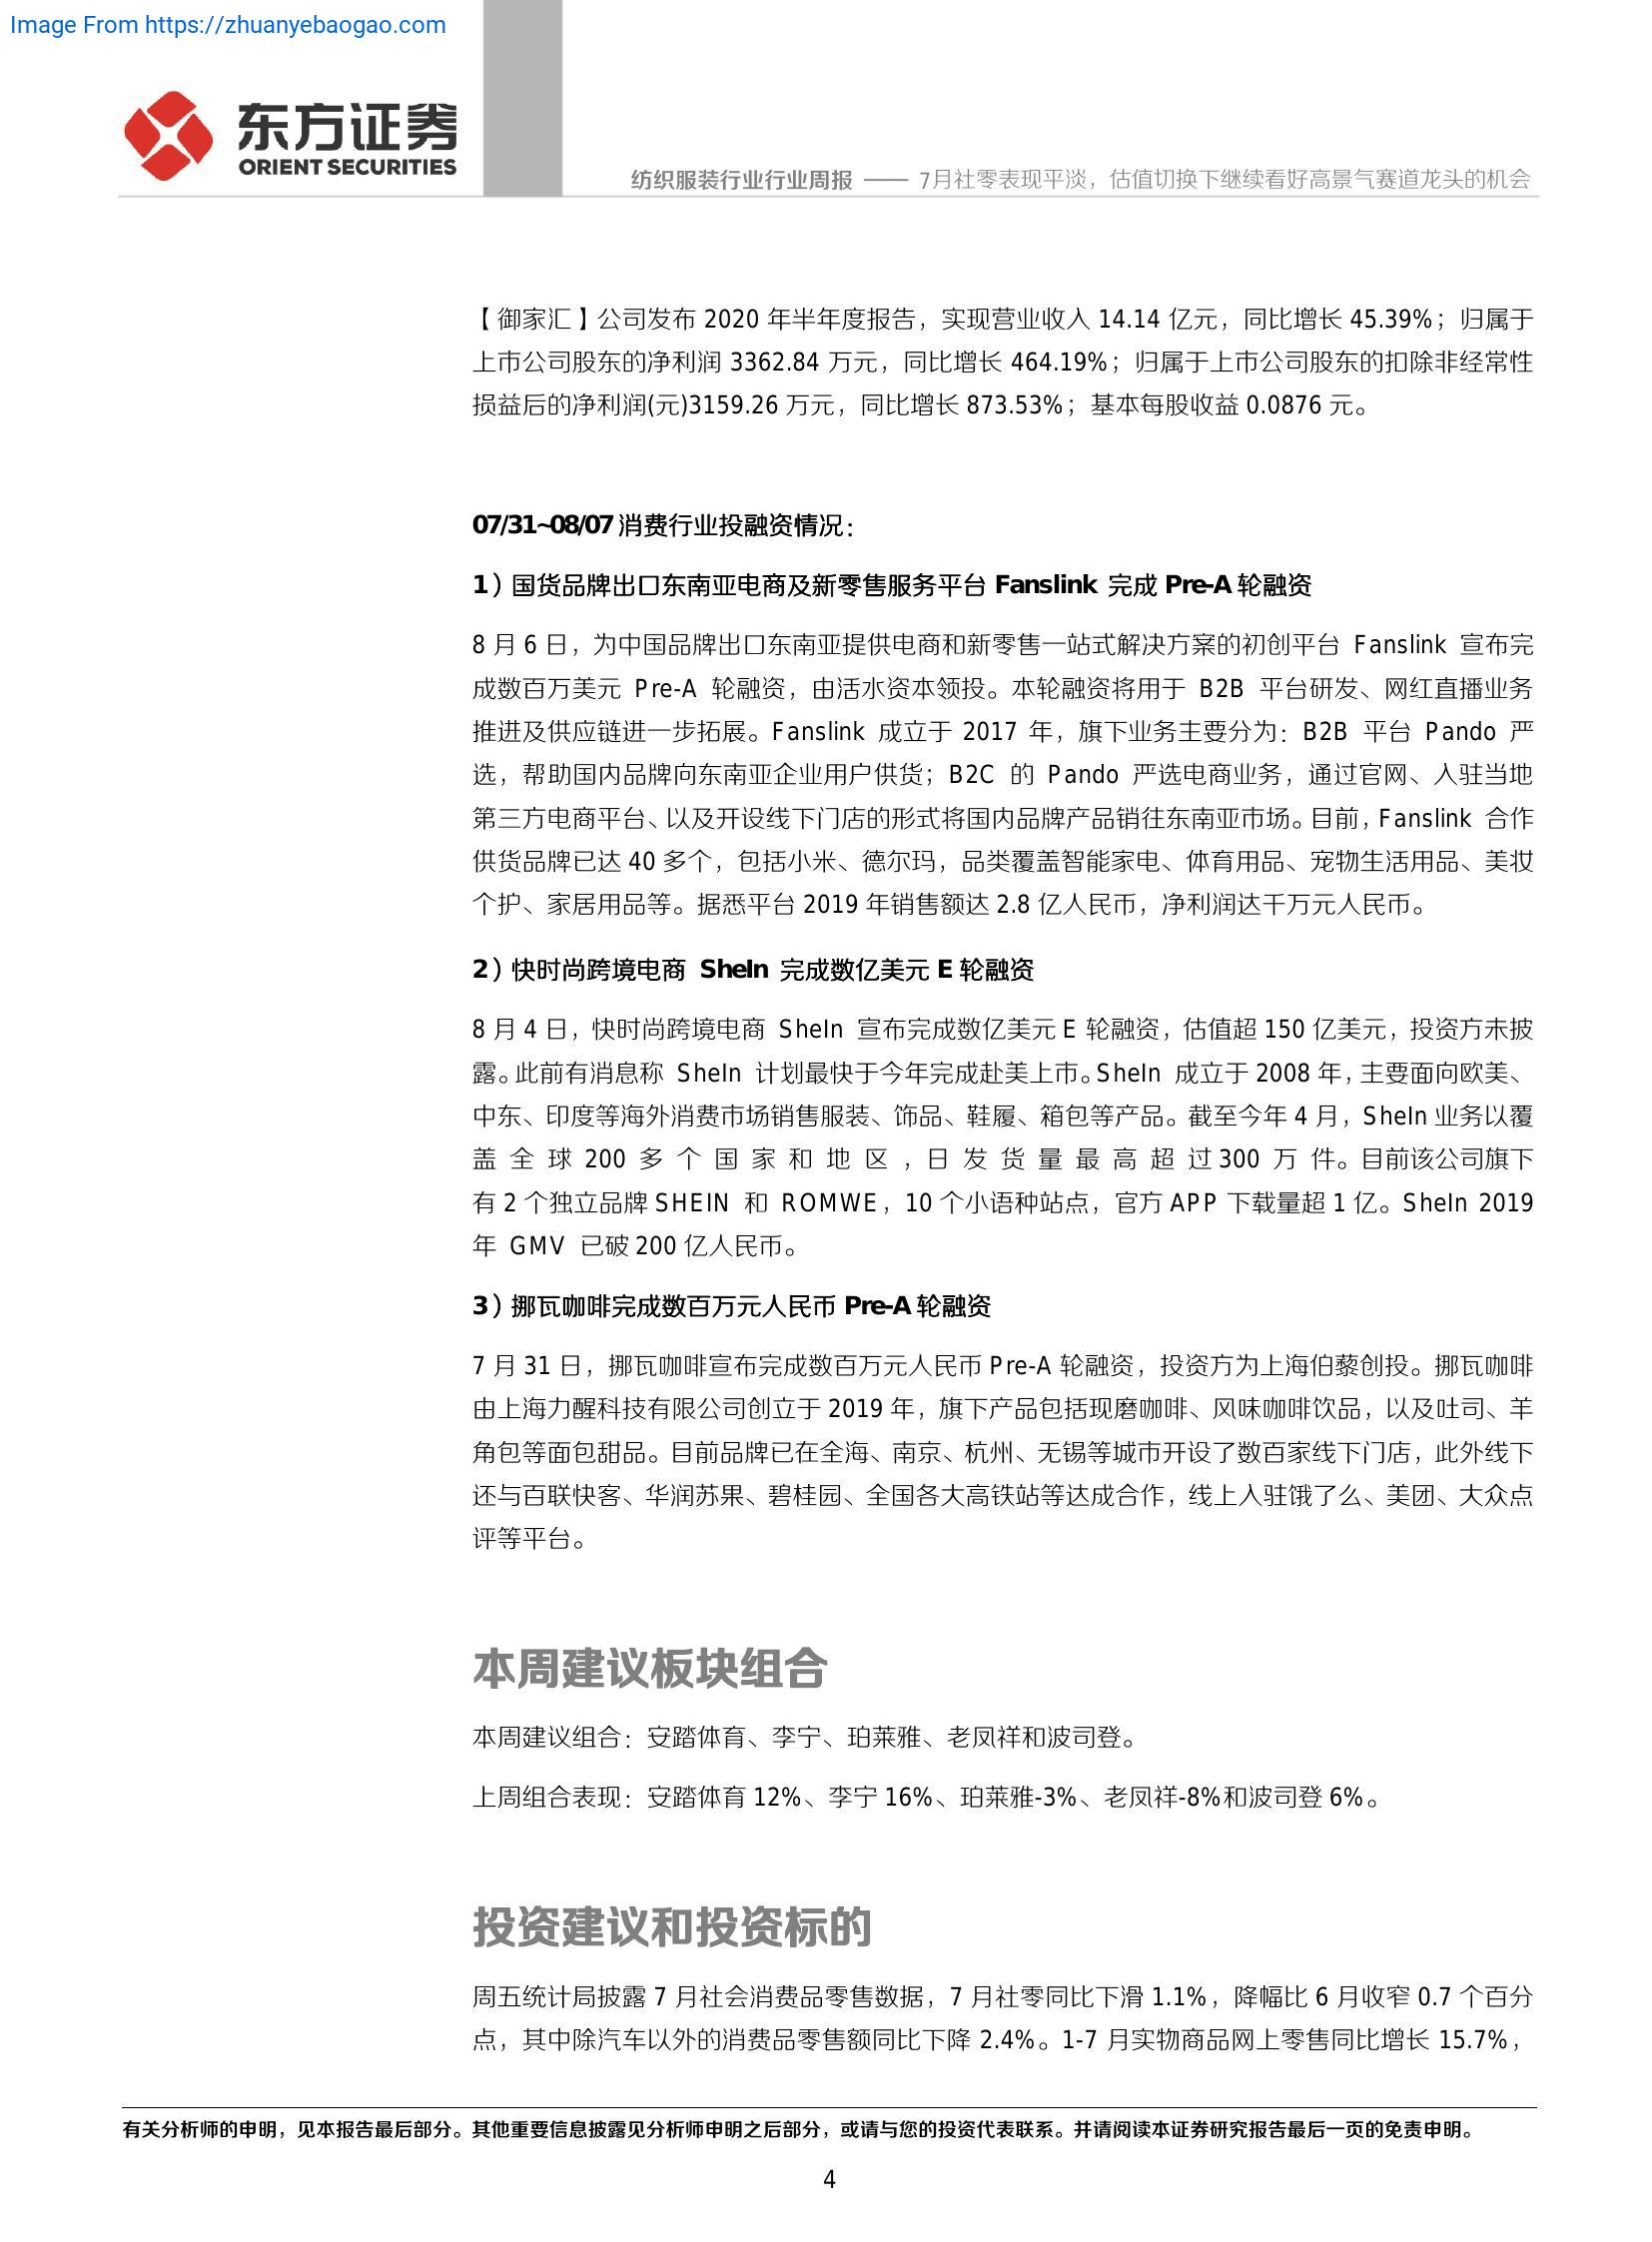 Image From https://zhuanyebaogao.com
东方证券
ORIENT SECURITIES
纺织服装行业行业周报 —— 7月社零表现平淡，估值切换下继续看好高景气赛道龙头的机会
【御家汇】公司发布 2020 年半年度报告，实现营业收入 14.14 亿元，同比增长 45.39%；归属于
上市公司股东的净利润 3362.84 万元，同比增长 464.19%；归属于上市公司股东的扣除非经常性
损益后的净利润(元)3159.26 万元，同比增长 873.53%；基本每股收益 0.0876 元。
07/31~08/07 消费行业投融资情况：
1）国货品牌出口东南亚电商及新零售服务平台 Fanslink 完成 Pre-A 轮融资
8 月 6 日，为中国品牌出口东南亚提供电商和新零售一站式解决方案的初创平台 Fanslink 宣布完
成数百万美元 Pre-A 轮融资，由活水资本领投。本轮融资将用于 B2B 平台研发、网红直播业务
推进及供应链进一步拓展。Fanslink 成立于 2017 年，旗下业务主要分为：B2B 平台 Pando 严
选，帮助国内品牌向东南亚企业用户供货；B2C 的 Pando 严选电商业务，通过官网、入驻当地
第三方电商平台、以及开设线下门店的形式将国内品牌产品销往东南亚市场。目前，Fanslink 合作
供货品牌已达 40 多个，包括小米、德尔玛，品类覆盖智能家电、体育用品、宠物生活用品、美妆
个护、家居用品等。据悉平台 2019 年销售额达 2.8 亿人民币，净利润达千万元人民币。
2）快时尚跨境电商 SheIn 完成数亿美元 E 轮融资
8 月 4 日，快时尚跨境电商 SheIn 宣布完成数亿美元 E 轮融资，估值超 150 亿美元，投资方未披
露。此前有消息称 SheIn 计划最快于今年完成赴美上市。SheIn 成立于 2008 年，主要面向欧美、
中东、印度等海外消费市场销售服装、饰品、鞋履、箱包等产品。截至今年 4 月，SheIn 业务以覆
盖全球 200 多个国家和地区，日发货量最高超过 300 万件。目前该公司旗下
有 2 个独立品牌 SHEIN 和 ROMWE，10 个小语种站点，官方 APP 下载量超 1 亿。SheIn 2019
年 GMV 已破 200 亿人民币。
3）挪瓦咖啡完成数百万元人民币 Pre-A 轮融资
7 月 31 日，挪瓦咖啡宣布完成数百万元人民币 Pre-A 轮融资，投资方为上海伯藜创投。挪瓦咖啡
由上海力醒科技有限公司创立于 2019 年，旗下产品包括现磨咖啡、风味咖啡饮品，以及吐司、羊
角包等面包甜品。目前品牌已在全海、南京、杭州、无锡等城市开设了数百家线下门店，此外线下
还与百联快客、华润苏果、碧桂园、全国各大高铁站等达成合作，线上入驻饿了么、美团、大众点
评等平台。
本周建议板块组合
本周建议组合：安踏体育、李宁、珀莱雅、老凤祥和波司登。
上周组合表现：安踏体育 12%、李宁 16%、珀莱雅-3%、老凤祥-8%和波司登 6%。
投资建议和投资标的
周五统计局披露 7 月社会消费品零售数据，7 月社零同比下滑 1.1%，降幅比 6 月收窄 0.7 个百分
点，其中除汽车以外的消费品零售额同比下降 2.4%。1-7 月实物商品网上零售同比增长 15.7%，
有关分析师的申明，见本报告最后部分。其他重要信息披露见分析师申明之后部分，或请与您的投资代表联系。并请阅读本证券研究报告最后一页的免责申明。
4